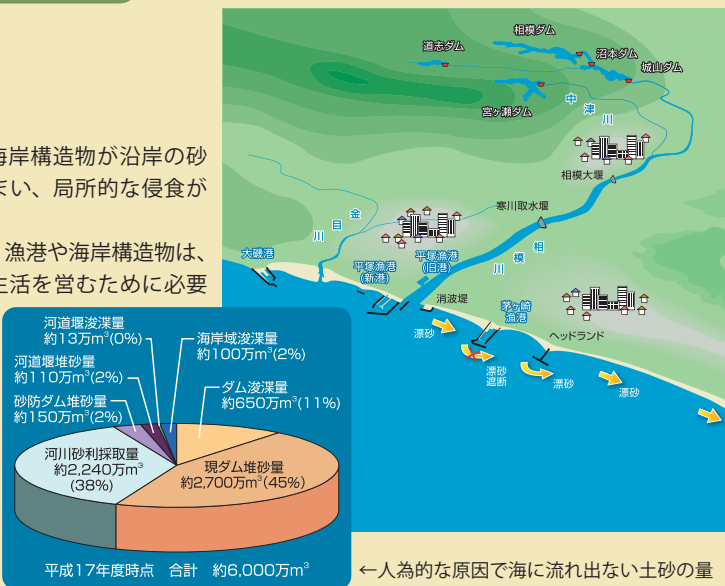 海岸構造物が沿岸の砂
まい、局所的な侵食が
漁港や海岸構造物は、
生活を営むために必要
相模ダム
道志ダム
沼本ダム
城山ダム
宮ヶ瀬ダム
中津川
相模大堰
寒川取水堰
金目川
相模川
大磯港
平塚漁港
(新港)
平塚漁港
(旧港)
消波堤
茅ヶ崎
漁港
ヘッドランド
漂砂
漂砂
遮断
漂砂
漂砂
河道堰浚渫量
約13万m³(0%)
海岸域浚渫量
約100万m³(2%)
河道堰堆砂量
約110万m³(2%)
ダム浚渫量
約650万m³(11%)
砂防ダム堆砂量
約150万m³(2%)
河川砂利採取量
約2,240万m³
(38%)
現ダム堆砂量
約2,700万m³(45%)
平成17年度時点 合計 約6,000万m³
←人為的な原因で海に流れ出ない土砂の量